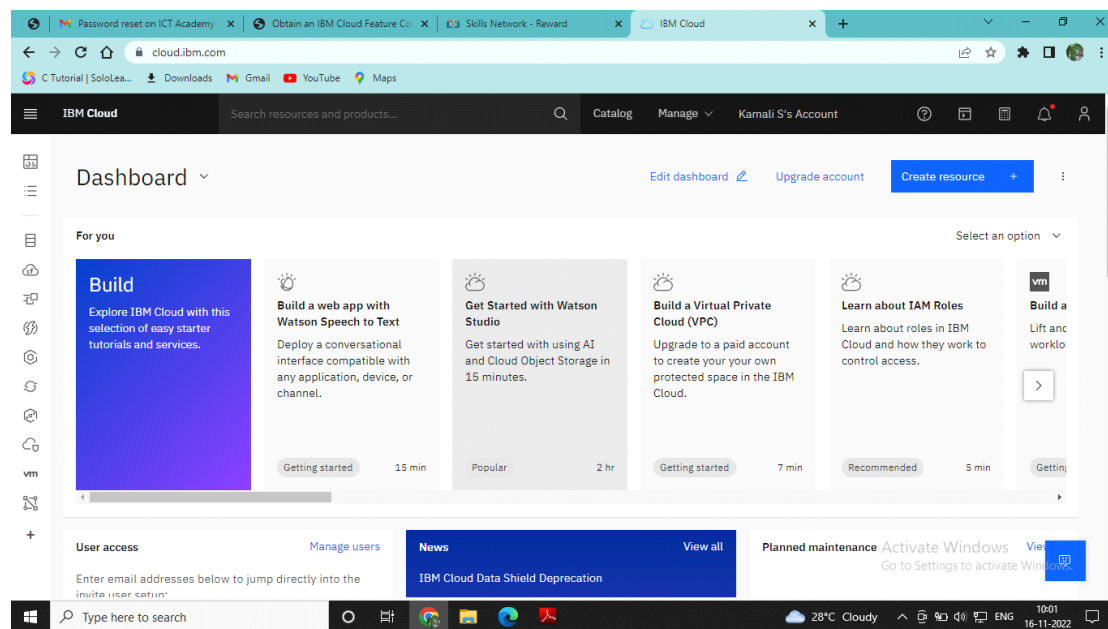 Password reset on ICT Academy
Obtain an IBM Cloud Feature Co
Skills Network - Reward
IBM Cloud
cloud.ibm.com
C Tutorial | SoloLea...
Downloads
Gmail
YouTube
Maps
IBM Cloud
Search resources and products...
Catalog
Manage
Kamali S's Account
Dashboard
Edit dashboard
Upgrade account
Create resource +
For you
Select an option
Build
Explore IBM Cloud with this
selection of easy starter
tutorials and services.
Build a web app with
Watson Speech to Text
Deploy a conversational
interface compatible with
any application, device, or
channel.
Getting started
15 min
Get Started with Watson
Studio
Get started with using AI
and Cloud Object Storage in
15 minutes.
Popular
2 hr
Build a Virtual Private
Cloud (VPC)
Upgrade to a paid account
to create your your own
protected space in the IBM
Cloud.
Getting started
7 min
Learn about IAM Roles
Learn about roles in IBM
Cloud and how they work to
control access.
Recommended
5 min
vm
Build a
Lift and
worklo
Getting
vm
User access
Manage users
Enter email addresses below to jump directly into the
invite user setup:
News
View all
IBM Cloud Data Shield Deprecation
Planned maintenance
Activate Windows
Go to Settings to activate Windows.
Type here to search
28°C Cloudy
ENG
10:01
16-11-2022